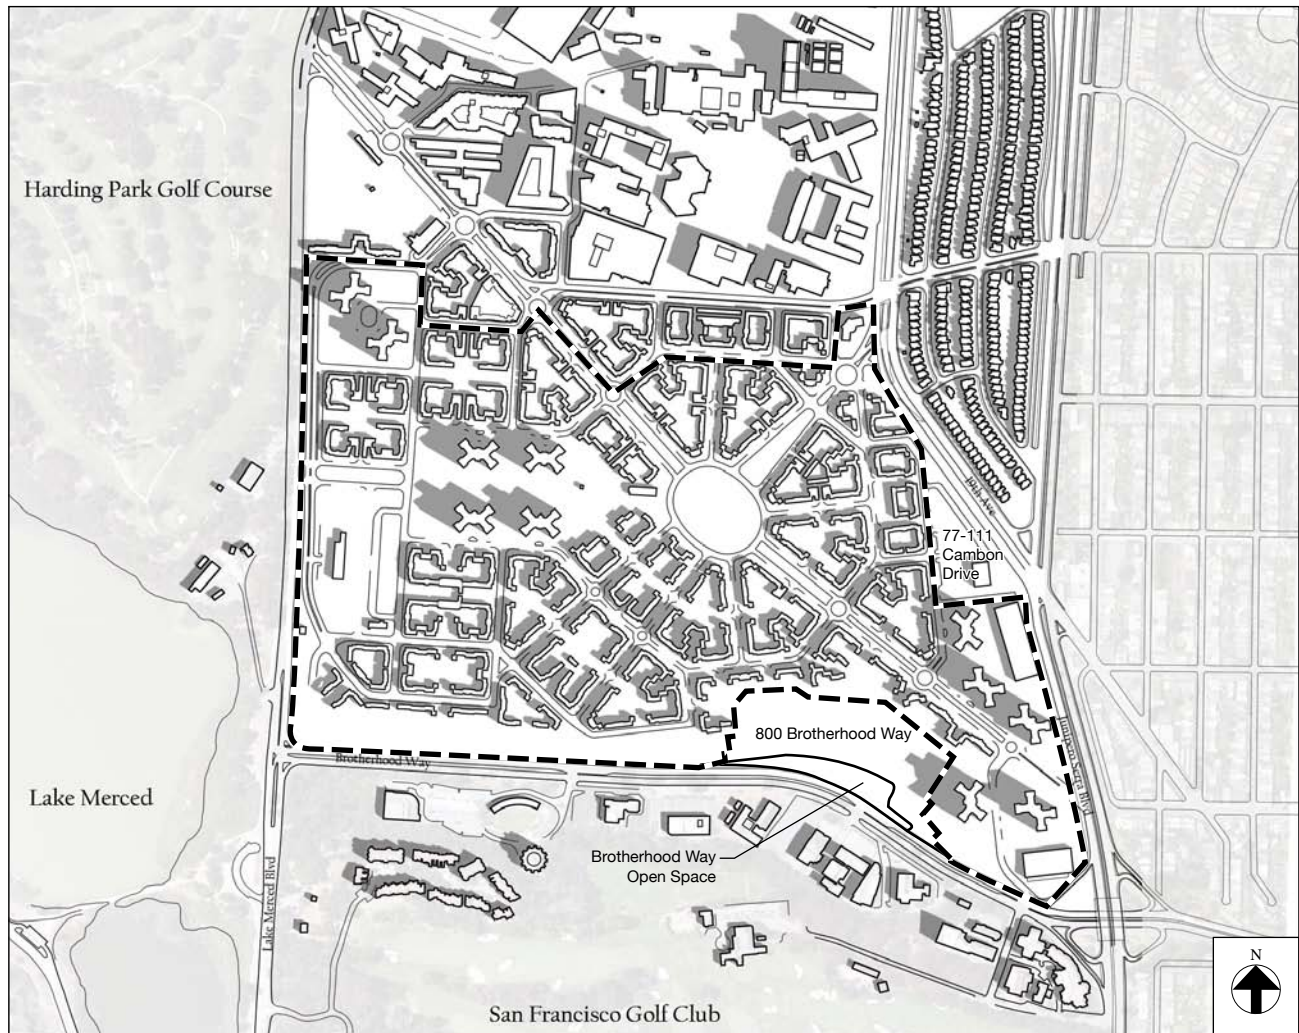 Harding Park Golf Course
19th Ave
77-111
Cambon
Drive
800 Brotherhood Way
Junipero Serra Blvd
Brotherhood Way
Lake Merced
Brotherhood Way
Open Space
Lake Merced Blvd
N
San Francisco Golf Club